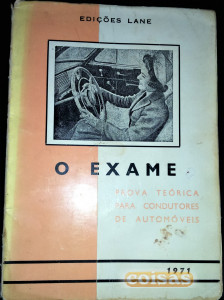 EDIÇÕES LANE
O EXAME
PROVA TEÓRICA
PARA CONDUTORES
DE AUTOMÓVEIS
1971
coisas